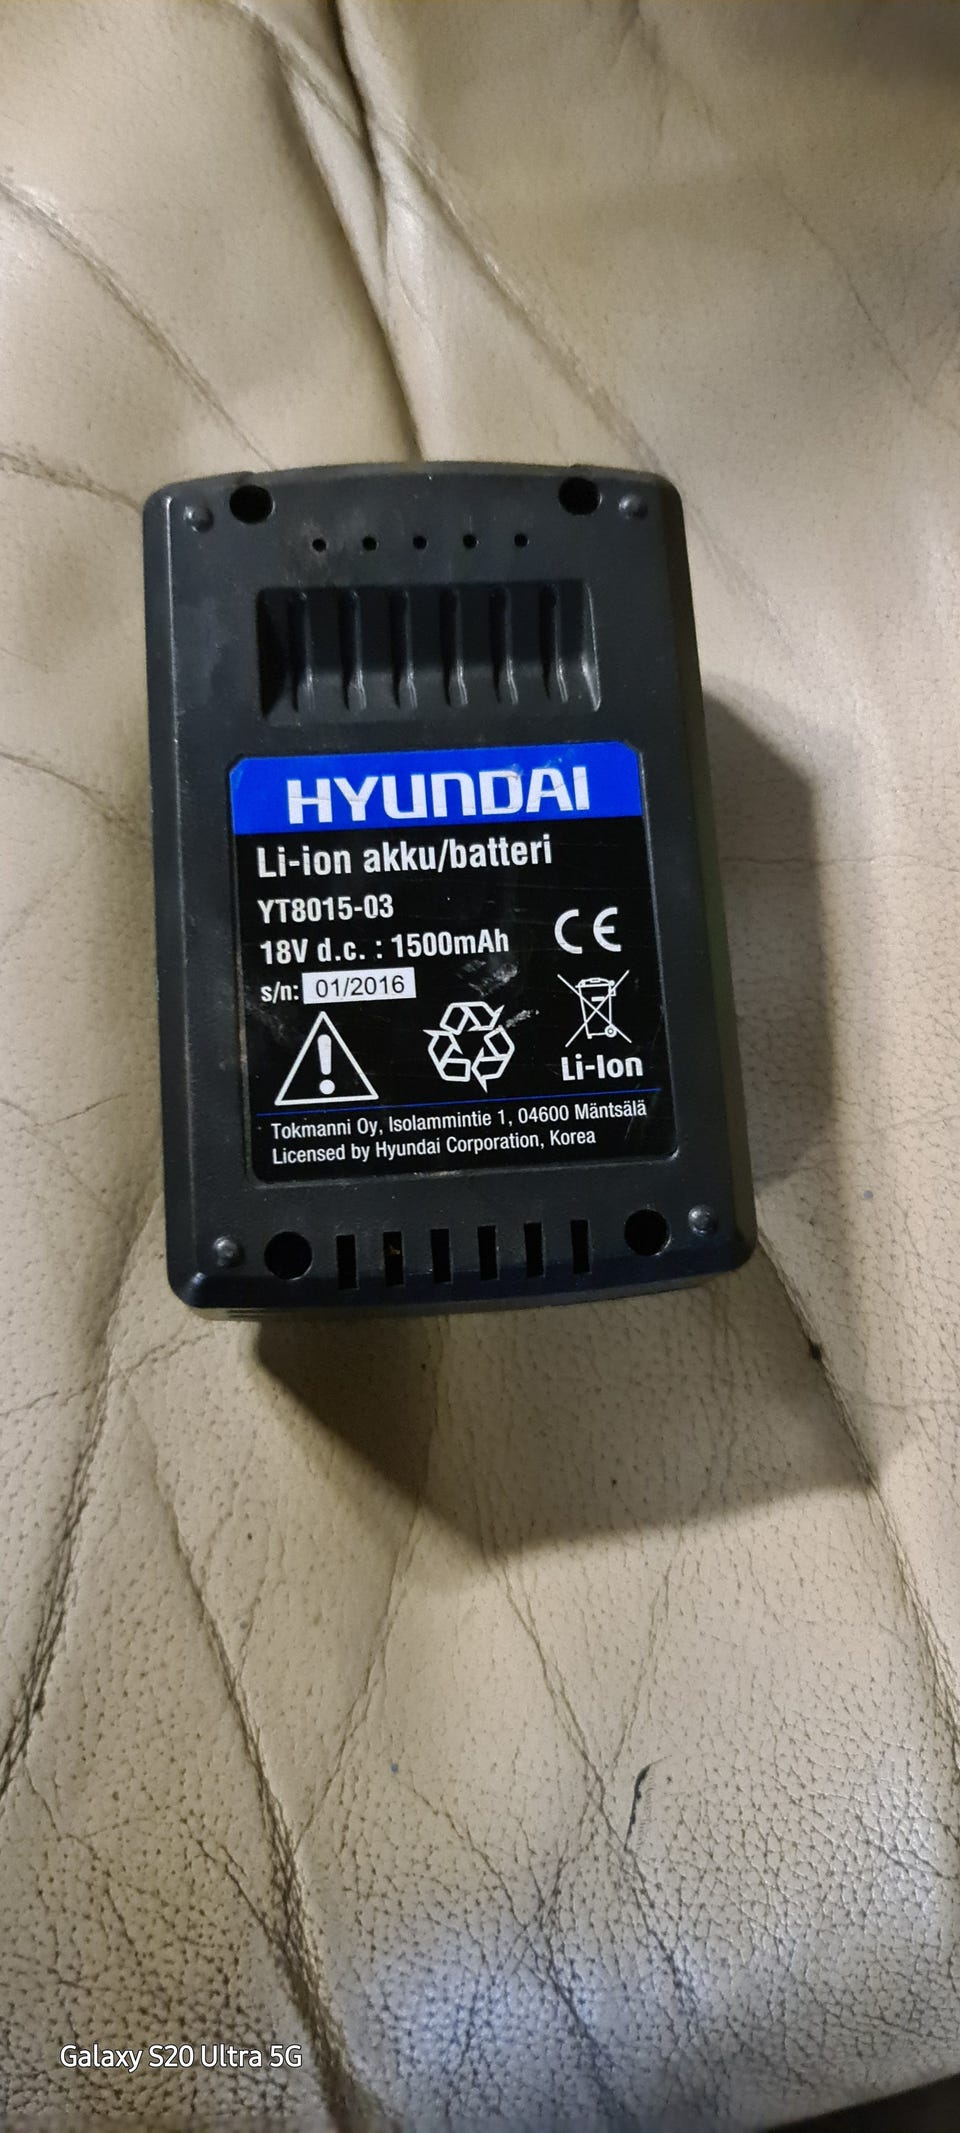 HYUNDAI
Li-ion akku/batteri
YT8015-03
18V d.c. : 1500mAh
s/n: 01/2016
Li-Ion
Tokmanni Oy, Isolammintie 1, 04600 Mäntsälä
Licensed by Hyundai Corporation, Korea
Galaxy S20 Ultra 5G